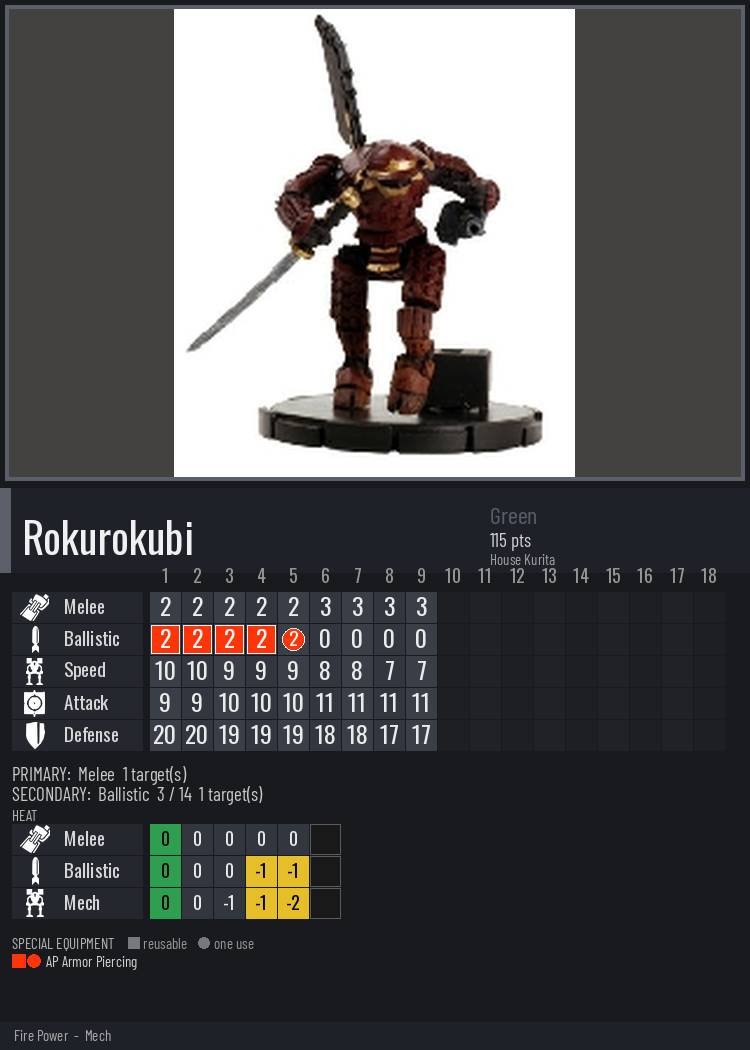 Rokurokubi
Green
115 pts
House Kurita
1 2 3 4 5 6 7 8 9 10 11 12 13 14 15 16 17 18
Melee 2 2 2 2 2 3 3 3 3
Ballistic 2 2 2 2 2 0 0 0 0
Speed 10 10 9 9 9 8 8 7 7
Attack 9 9 10 10 10 11 11 11 11
Defense 20 20 19 19 19 18 18 17 17
PRIMARY: Melee 1 target(s)
SECONDARY: Ballistic 3 / 14 1 target(s)
HEAT
Melee 0 0 0 0 0
Ballistic 0 0 0 -1 -1
Mech 0 0 -1 -1 -2
SPECIAL EQUIPMENT reusable one use
AP Armor Piercing
Fire Power - Mech